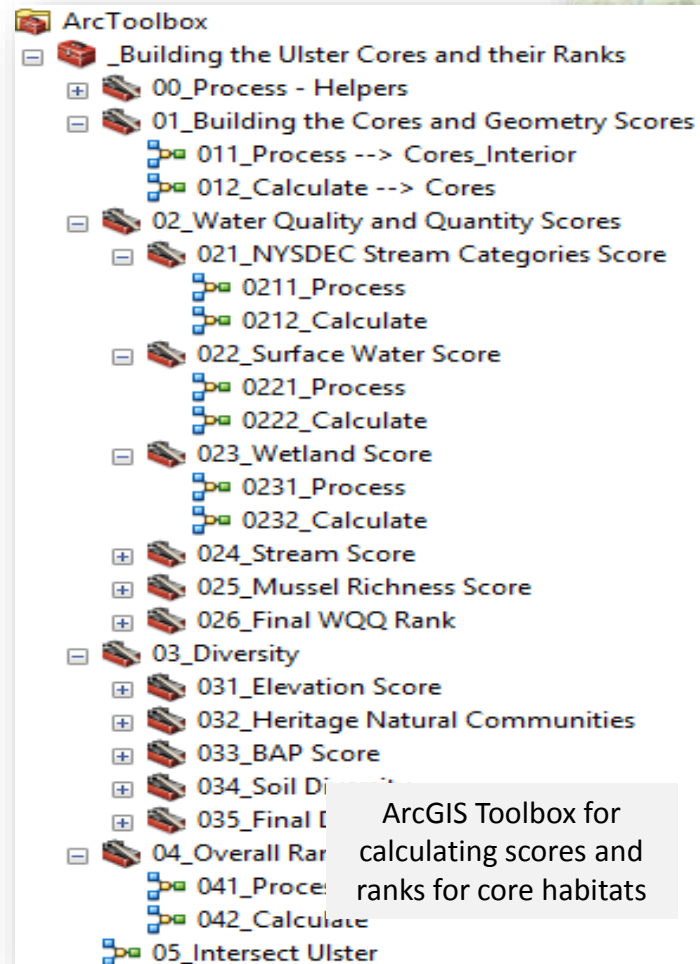 ArcToolbox
_Building the Ulster Cores and their Ranks
00_Process - Helpers
01_Building the Cores and Geometry Scores
011_Process --> Cores_Interior
012_Calculate --> Cores
02_Water Quality and Quantity Scores
021_NYSDEC Stream Categories Score
0211_Process
0212_Calculate
022_Surface Water Score
0221_Process
0222_Calculate
023_Wetland Score
0231_Process
0232_Calculate
024_Stream Score
025_Mussel Richness Score
026_Final WQQ Rank
03_Diversity
031_Elevation Score
032_Heritage Natural Communities
033_BAP Score
034_Soil
035_Final
04_Overall
042_Calculate
05_Intersect Ulster
ArcGIS Toolbox for
calculating scores and
ranks for core habitats